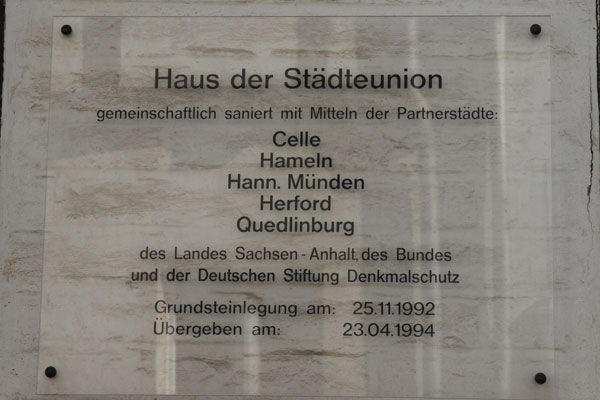 Haus der Städteunion
gemeinschaftlich saniert mit Mitteln der Partnerstädte:
Celle
Hameln
Hann. Münden
Herford
Quedlinburg
des Landes Sachsen-Anhalt, des Bundes
und der Deutschen Stiftung Denkmalschutz
Grundsteinlegung am: 25.11.1992
Übergeben am: 23.04.1994